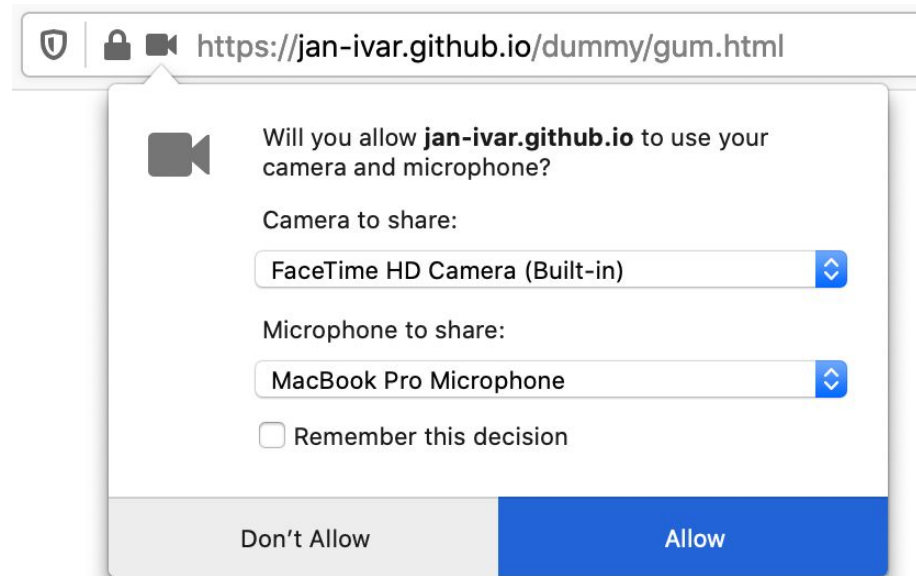 https://jan-ivar.github.io/dummy/gum.html
Will you allow jan-ivar.github.io to use your
camera and microphone?
Camera to share:
FaceTime HD Camera (Built-in)
Microphone to share:
MacBook Pro Microphone
Remember this decision
Don’t Allow
Allow